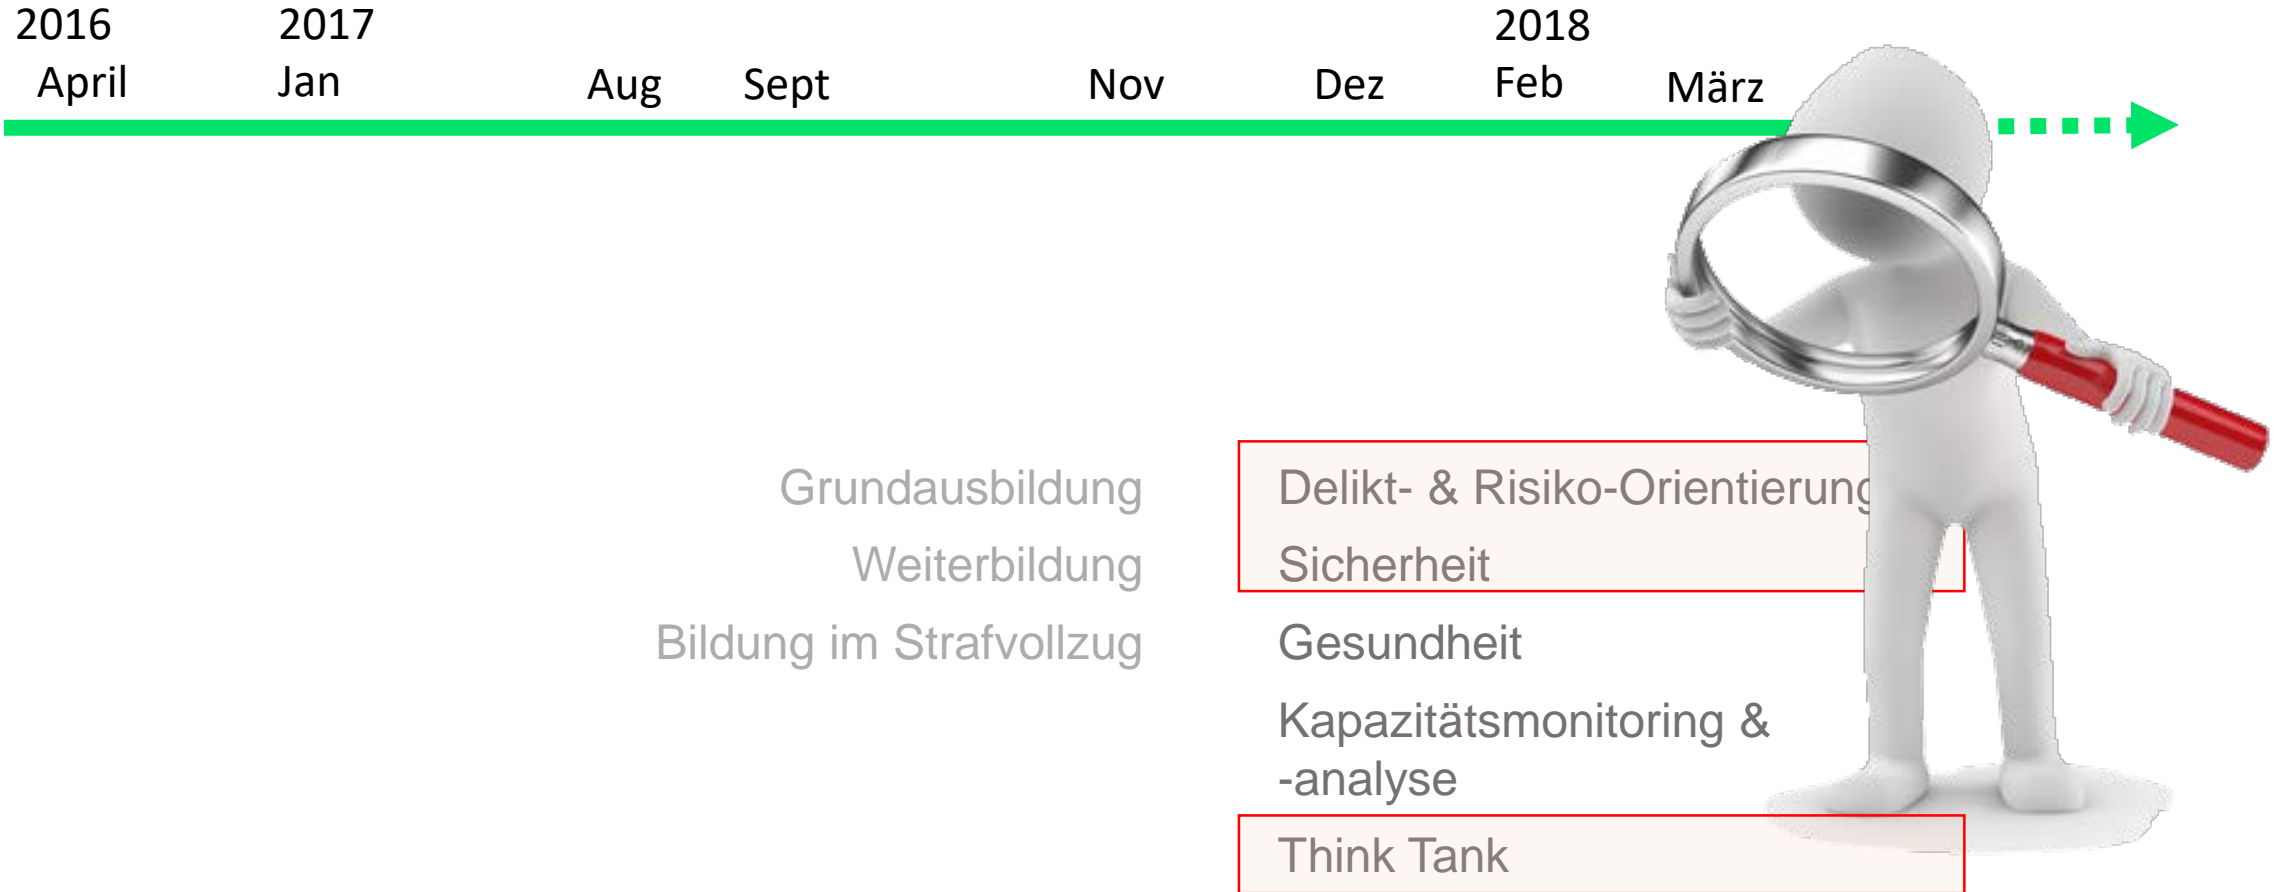 2016 2017 2018
April Jan Aug Sept Nov Dez Feb März
Grundausbildung
Weiterbildung
Bildung im Strafvollzug
Delikt- & Risiko-Orientierung
Sicherheit
Gesundheit
Kapazitätsmonitoring &
-analyse
Think Tank